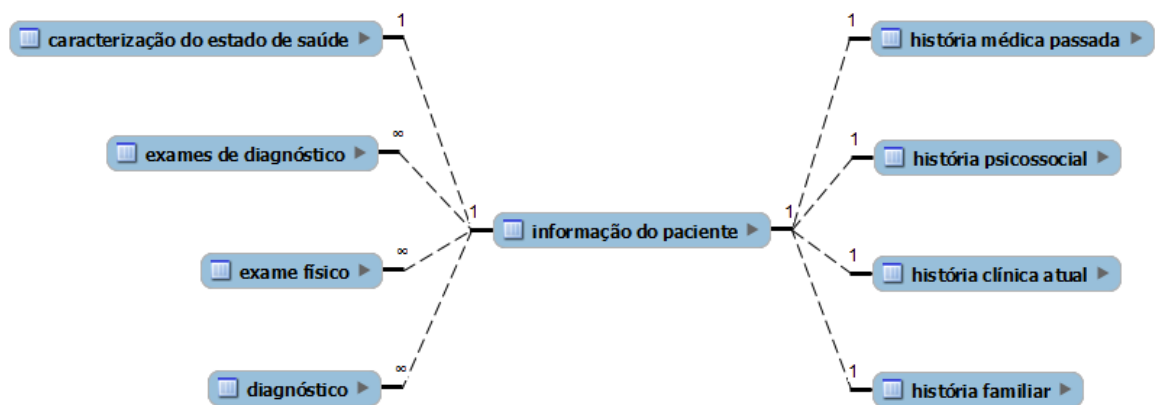 caracterização do estado de saúde
1
1
história médica passada
exames de diagnóstico
∞
1
história psicossocial
1
informação do paciente
1
exame físico
∞
1
história clínica atual
diagnóstico
∞
1
história familiar